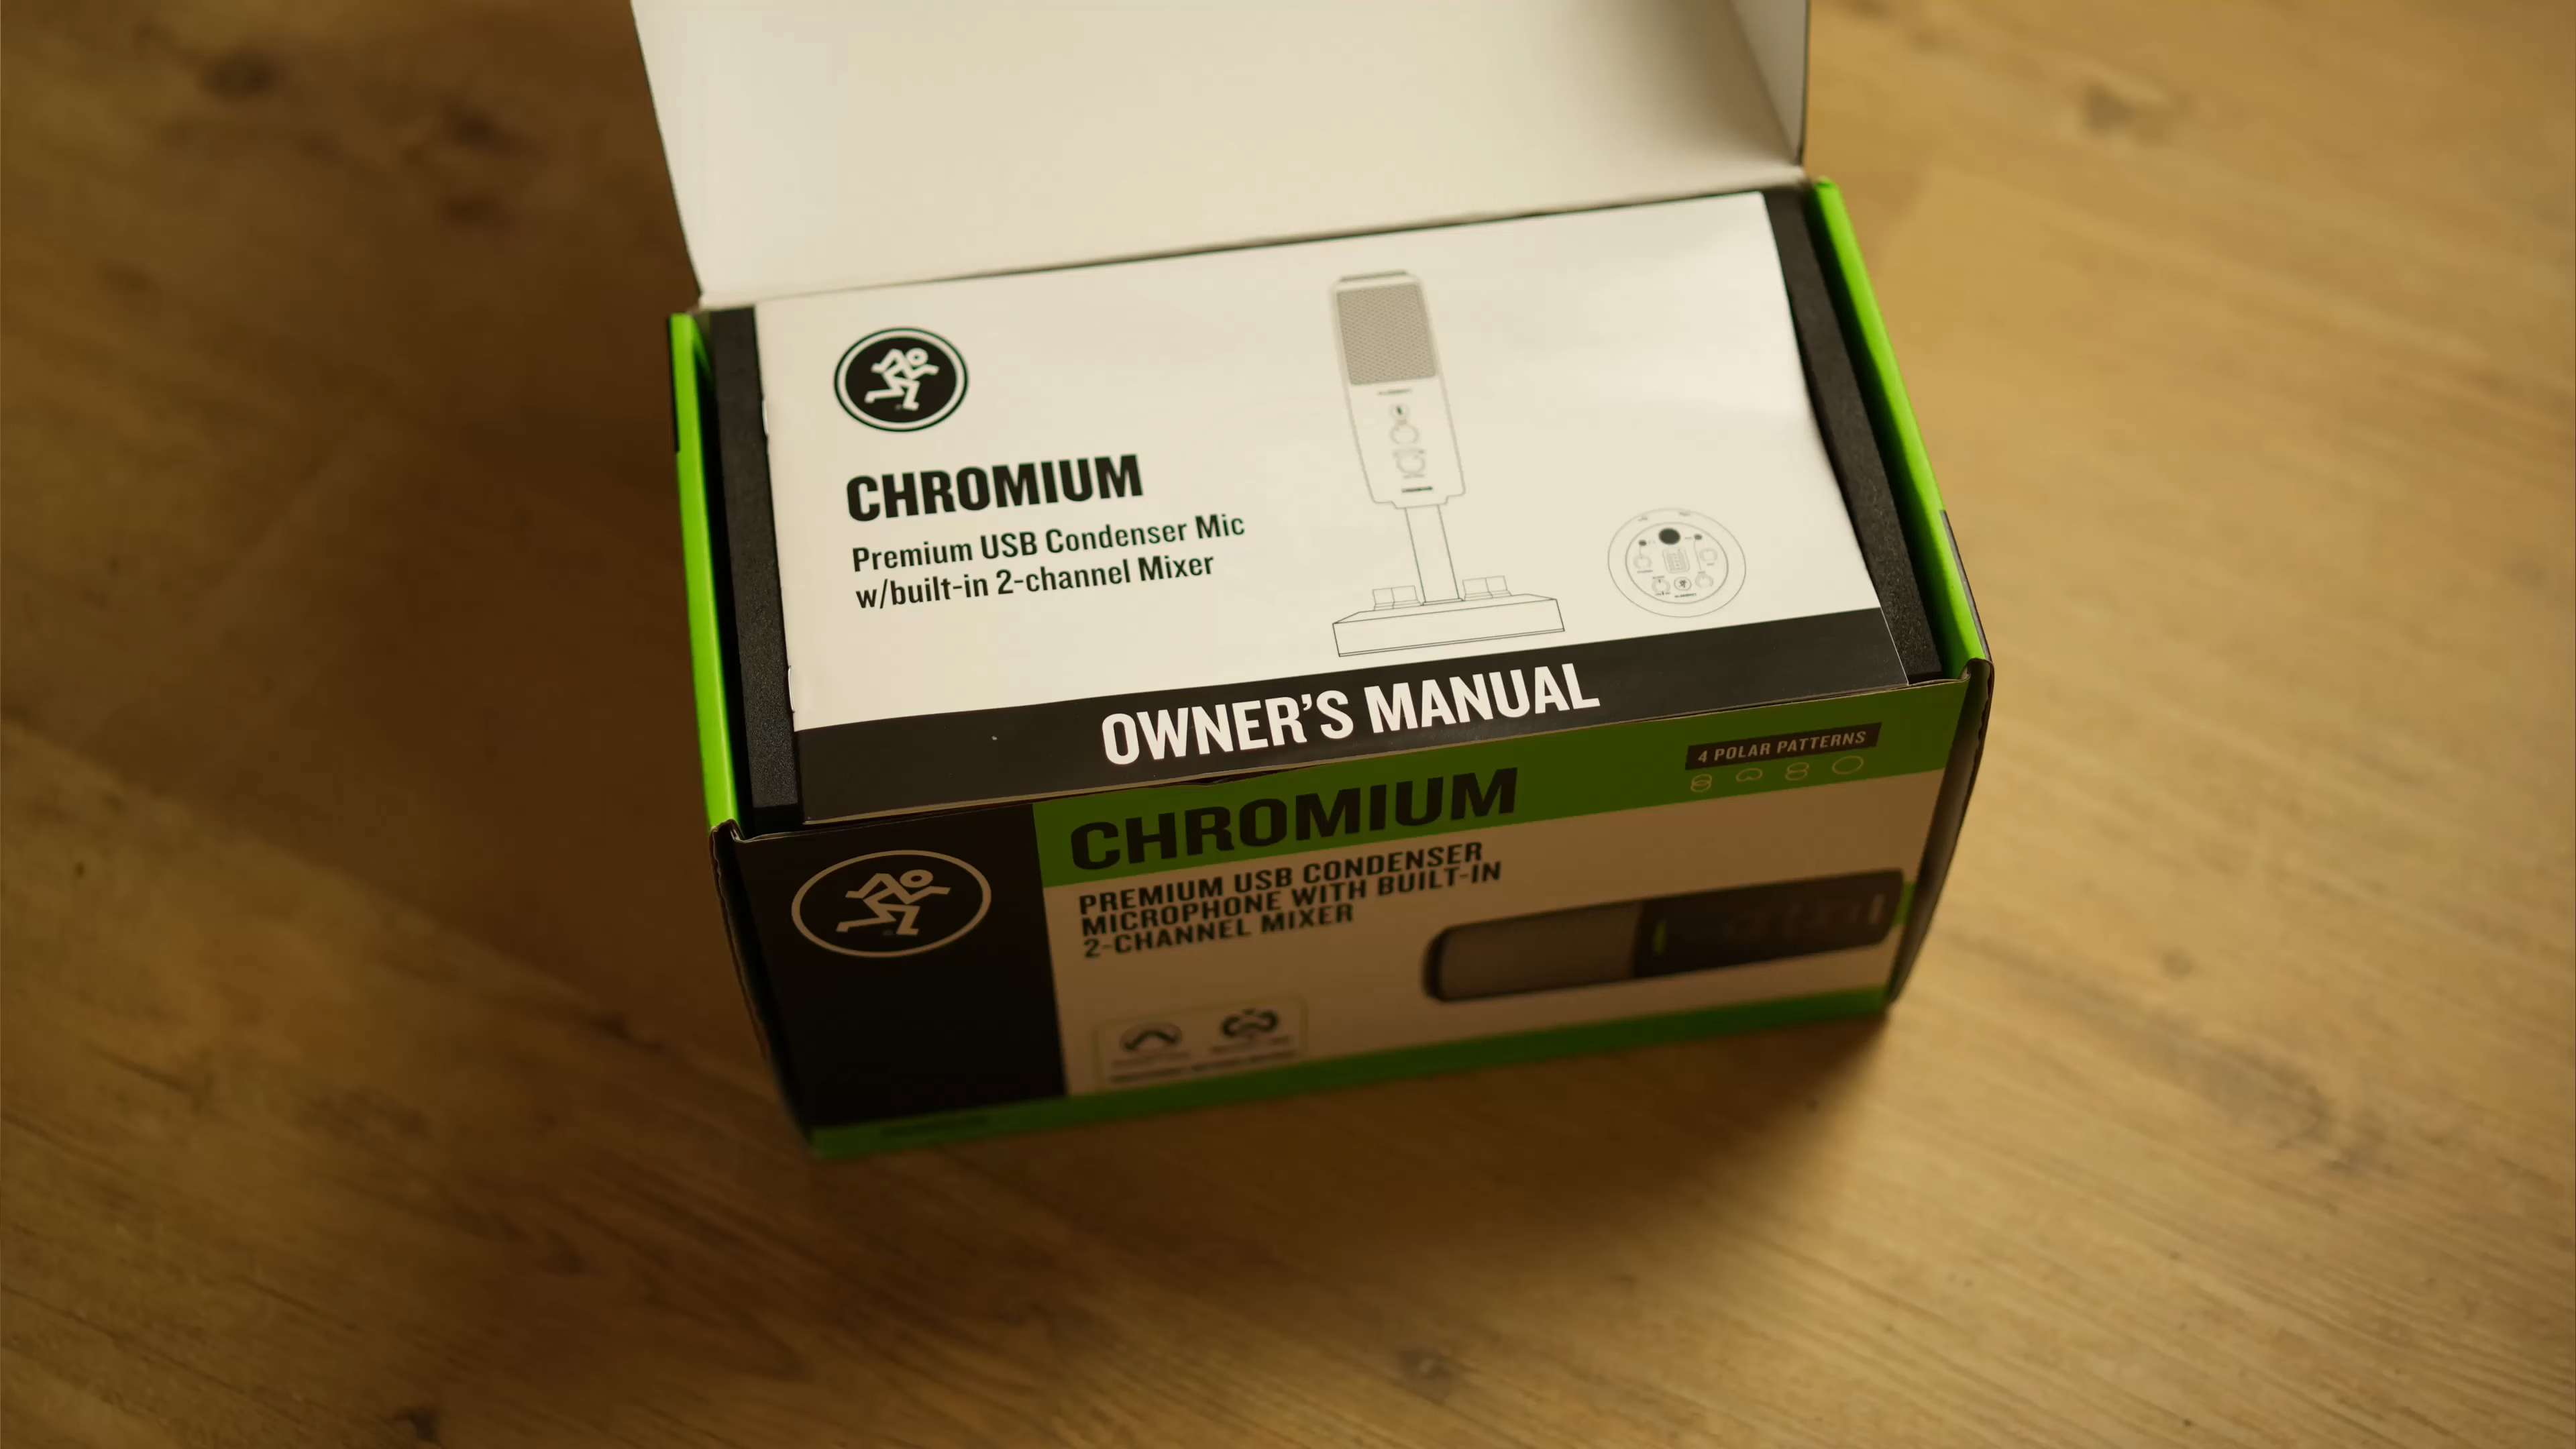 CHROMIUM
Premium USB Condenser Mic
w/built-in 2-channel Mixer
OWNER'S MANUAL
4 POLAR PATTERNS
CHROMIUM
PREMIUM USB CONDENSER
MICROPHONE WITH BUILT-IN
2-CHANNEL MIXER